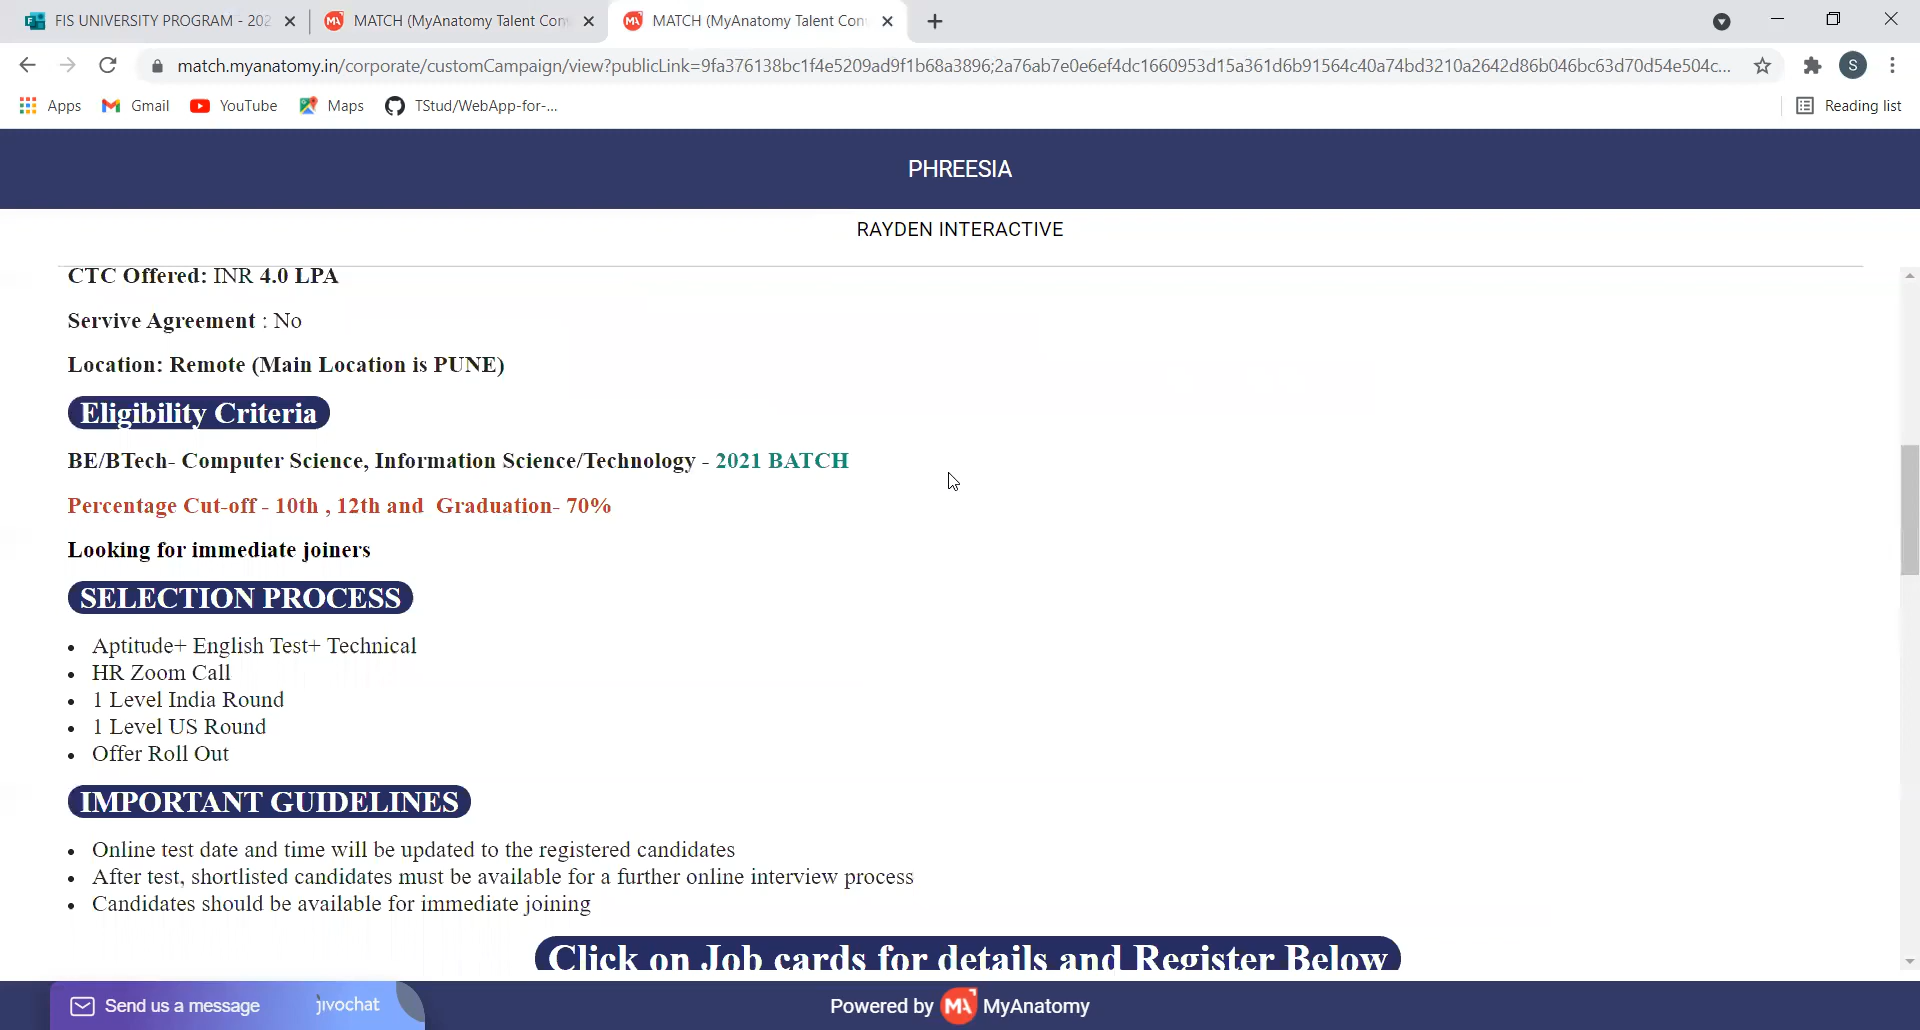 FIS UNIVERSITY PROGRAM - 202
MATCH (MyAnatomy Talent Con
MATCH (MyAnatomy Talent Con
match.myanatomy.in/corporate/customCampaign/view?publicLink=9fa376138bc1f4e5209ad9f1b68a3896;2a76ab7e0e6ef4dc1660953d15a361d6b91564c40a74bd3210a2642d86b046bc63d70d54e504c...
S
Apps
Gmail
YouTube
Maps
TStud/WebApp-for-...
Reading list
PHREESIA
RAYDEN INTERACTIVE
CTC Offered: INR 4.0 LPA
Servive Agreement : No
Location: Remote (Main Location is PUNE)
Eligibility Criteria
BE/BTech- Computer Science, Information Science/Technology - 2021 BATCH
Percentage Cut-off - 10th , 12th and Graduation- 70%
Looking for immediate joiners
SELECTION PROCESS
• Aptitude+ English Test+ Technical
• HR Zoom Call
• 1 Level India Round
• 1 Level US Round
• Offer Roll Out
IMPORTANT GUIDELINES
• Online test date and time will be updated to the registered candidates
• After test, shortlisted candidates must be available for a further online interview process
• Candidates should be available for immediate joining
Click on Job cards for details and Register Below
Send us a message
jivochat
Powered by MA MyAnatomy